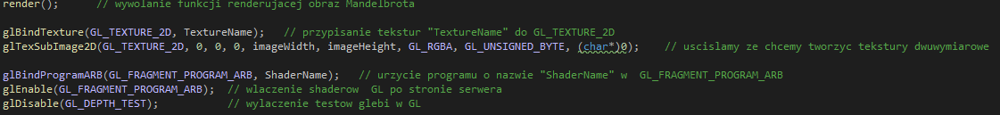 render();      // wywolanie funkcji renderujacej obraz Mandelbrota
glBindTexture(GL_TEXTURE_2D, TextureName);   // przypisanie tekstur "TextureName" do GL_TEXTURE_2D
glTexSubImage2D(GL_TEXTURE_2D, 0, 0, 0, imageWidth, imageHeight, GL_RGBA, GL_UNSIGNED_BYTE, (char*)0);    // uscislamy ze chcemy tworzyc tekstury dwuwymiarowe
glBindProgramARB(GL_FRAGMENT_PROGRAM_ARB, ShaderName);   // urzycie programu o nazwie "ShaderName" w  GL_FRAGMENT_PROGRAM_ARB
glEnable(GL_FRAGMENT_PROGRAM_ARB);  // wlaczenie shaderow  GL po stronie serwera
glDisable(GL_DEPTH_TEST);           // wylaczenie testow glebi w GL